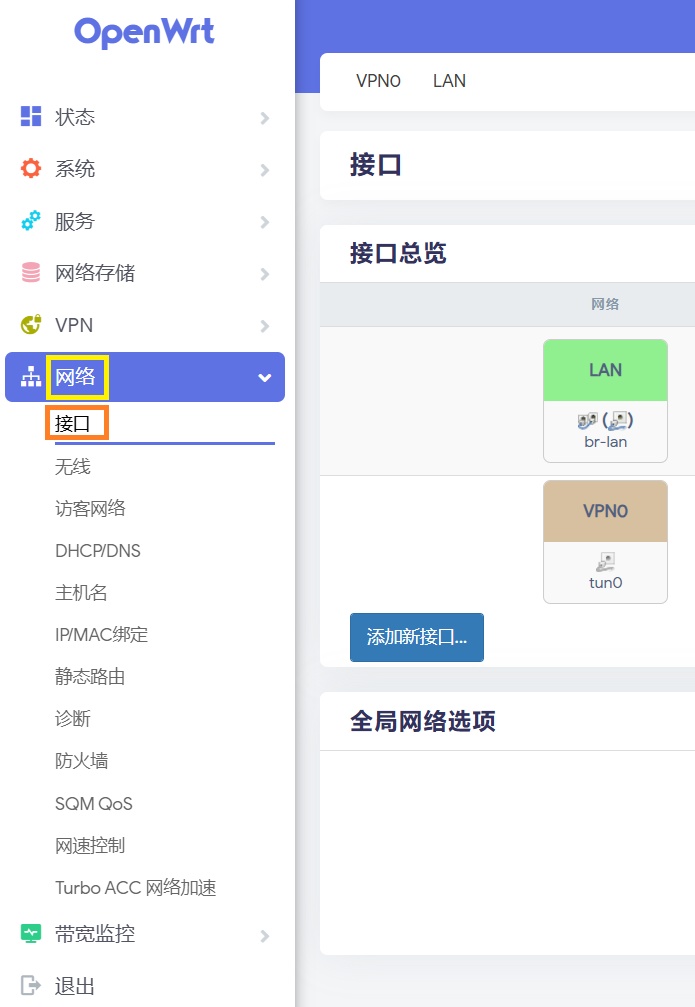 OpenWrt
状态
系统
服务
网络存储
VPN
网络
接口
无线
访客网络
DHCP/DNS
主机名
IP/MAC绑定
静态路由
诊断
防火墙
SQM QoS
网速控制
Turbo ACC 网络加速
带宽监控
退出
VPN0 LAN
接口
接口总览
网络
LAN
( )
br-lan
VPN0
tun0
添加新接口...
全局网络选项